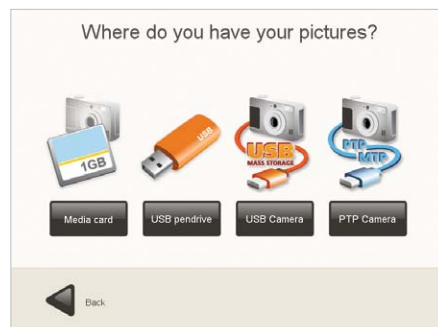 Where do you have your pictures?
1GB
USB
USB
MASS STORAGE
PTP
MTP
Media card
USB pendrive
USB Camera
PTP Camera
Back